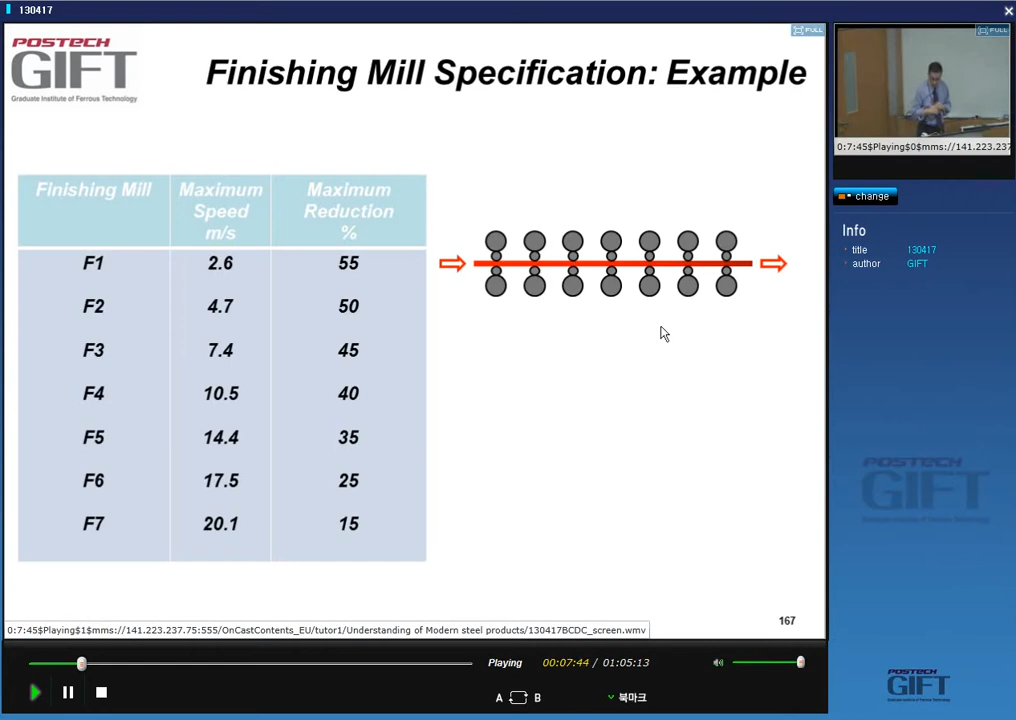 130417
POSTECH
GIFT
Graduate Institute of Ferrous Technology
Finishing Mill Specification: Example
FULL
FULL
0:7:45$Playing$0$mms://141.223.237
change
Info
title 130417
author GIFT
Finishing Mill Maximum Speed m/s Maximum Reduction %
F1 2.6 55
F2 4.7 50
F3 7.4 45
F4 10.5 40
F5 14.4 35
F6 17.5 25
F7 20.1 15
POSTECH
GIFT
167
0:7:45$Playing$1$mms://141.223.237.75:555/OnCastContents_EU/tutor1/Understanding of Modern steel products/130417BCDC_screen.wmv
Playing 00:07:44 / 01:05:13
A B 북마크
POSTECH
GIFT